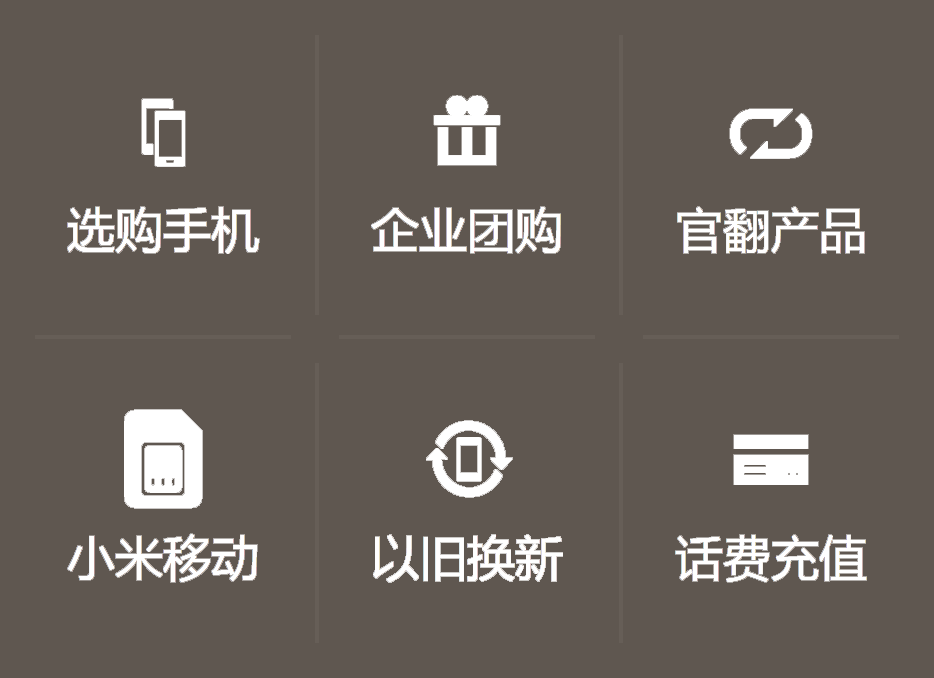 选购手机
企业团购
官翻产品
小米移动
以旧换新
话费充值